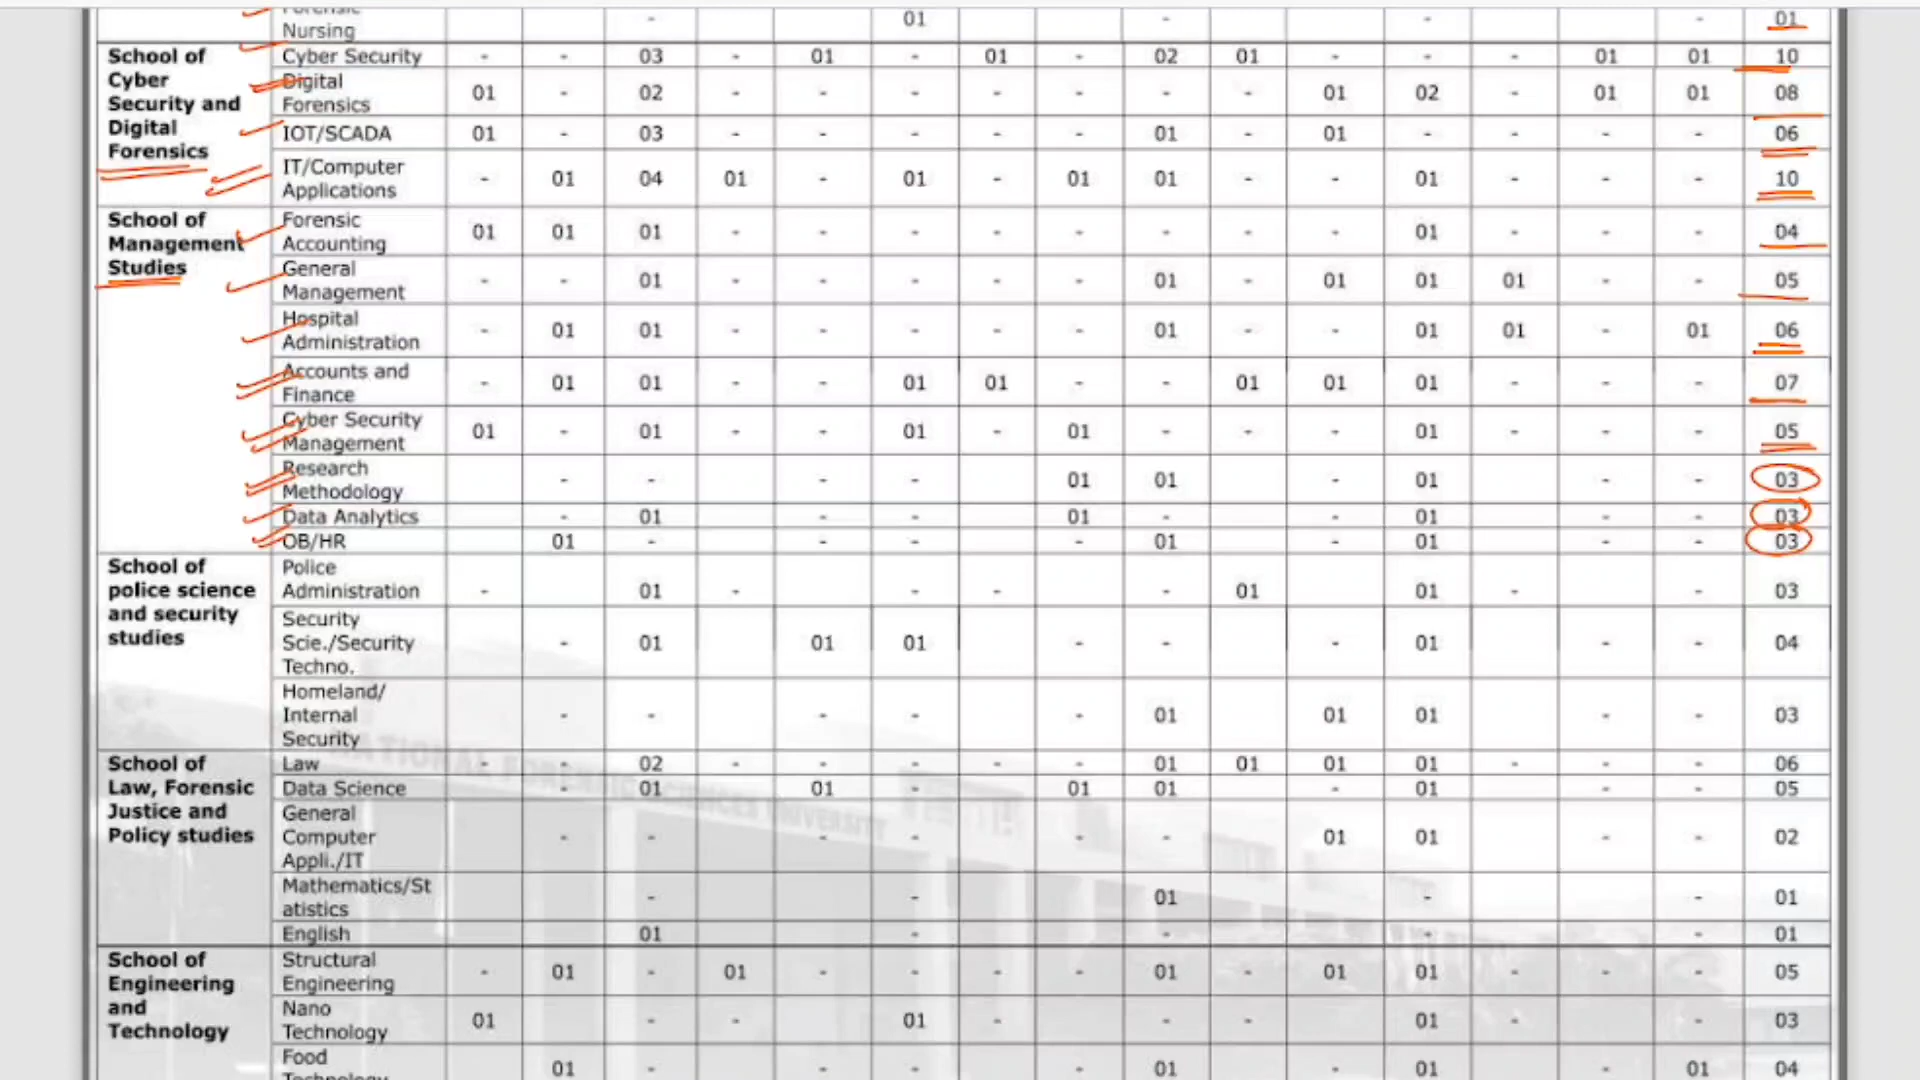 Forensic
Nursing - 01 - - - 01
School of Cyber Security and Digital Forensics
Cyber Security - - 03 - 01 - 01 - 02 01 - - - 01 01 10
Digital Forensics 01 - 02 - - - - - - - 01 02 - 01 01 08
IOT/SCADA 01 - 03 - - - - - 01 - 01 - - - - 06
IT/Computer Applications - 01 04 01 - 01 - 01 01 - - 01 - - - 10
School of Management Studies
Forensic Accounting 01 01 01 - - - - - - - - 01 - - - 04
General Management - - 01 - - - - - 01 - 01 01 01 - - 05
Hospital Administration - 01 01 - - - - - 01 - - 01 01 - 01 06
Accounts and Finance - 01 01 - - 01 01 - - 01 01 01 - - - 07
Cyber Security Management 01 - 01 - - 01 - 01 - - - 01 - - - 05
Research Methodology - - - - 01 01 - 01 - - 03
Data Analytics - 01 - - 01 - - 01 - - 03
OB/HR 01 - - - - 01 - 01 - - 03
School of police science and security studies
Police Administration - 01 - - - - 01 01 - - 03
Security Scie./Security Techno. - 01 01 01 - - - 01 - - 04
Homeland/ Internal Security - - - - - 01 01 01 - - 03
School of Law, Forensic Justice and Policy studies
Law - 02 - - - - - 01 01 01 01 - - - 06
Data Science - 01 01 - 01 01 - 01 - - 05
General Computer Appli./IT - - - - - - 01 01 - - 02
Mathematics/St atistics - - 01 - - 01
English 01 - - - - 01
School of Engineering and Technology
Structural Engineering - 01 - 01 - - - - 01 - 01 01 - - - 05
Nano Technology 01 - - 01 - - - 01 - - 03
Food 01 - - - - 01 - 01 - 01 04
NATIONAL FORENSIC SCIENCES UNIVERSITY